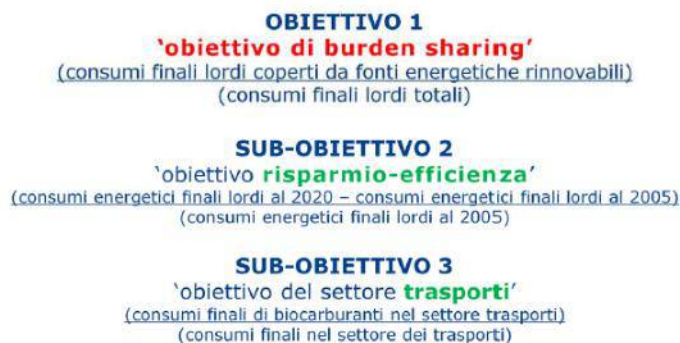 OBIETTIVO 1
‘obiettivo di burden sharing’
(consumi finali lordi coperti da fonti energetiche rinnovabili)
(consumi finali lordi totali)
SUB-OBIETTIVO 2
‘obiettivo risparmio-efficienza’
(consumi energetici finali lordi al 2020 – consumi energetici finali lordi al 2005)
(consumi energetici finali lordi al 2005)
SUB-OBIETTIVO 3
‘obiettivo del settore trasporti’
(consumi finali di biocarburanti nel settore trasporti)
(consumi finali nel settore dei trasporti)